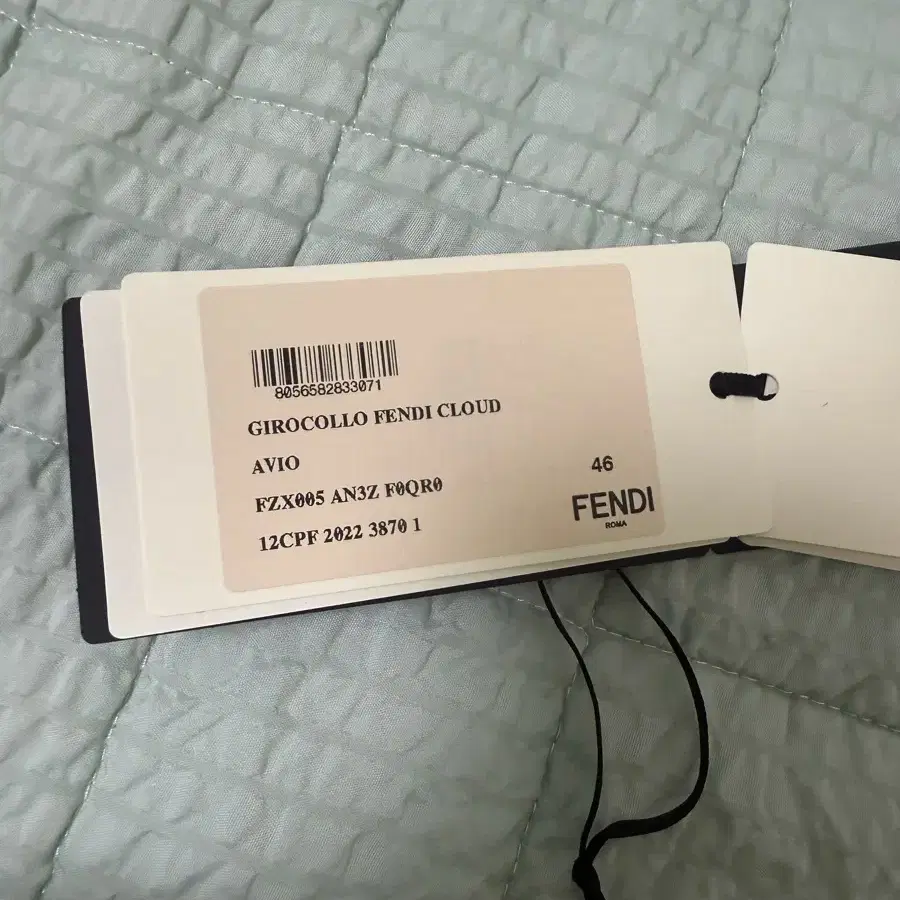 8056582833071
GIROCOLLO FENDI CLOUD
AVIO
FZX005 AN3Z F0QR0
12CPF 2022 3870 1
46
FENDI
ROMA